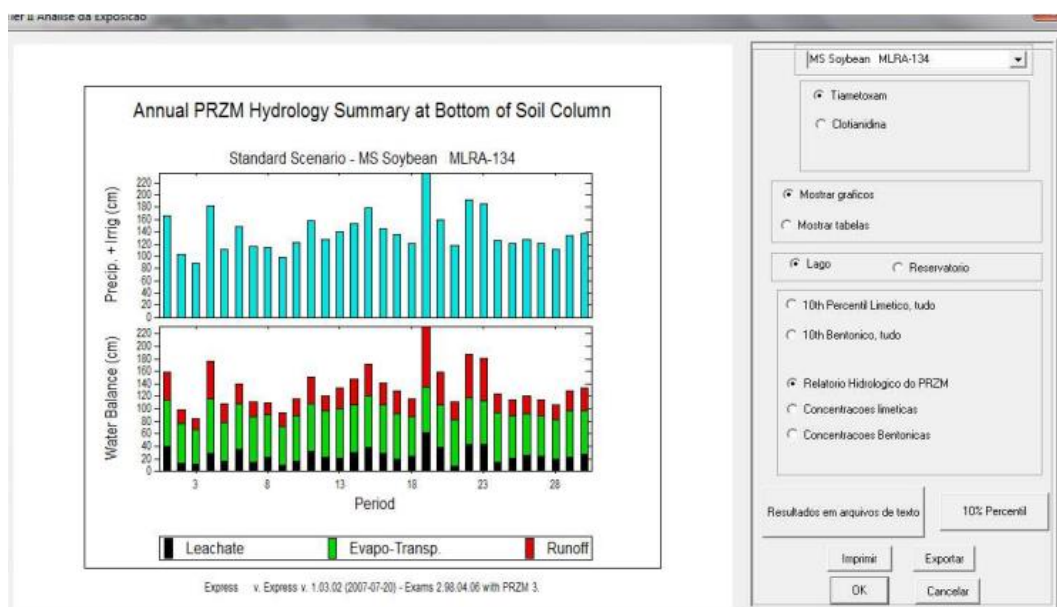 Tier II Analise da Exposicao
Annual PRZM Hydrology Summary at Bottom of Soil Column
Standard Scenario - MS Soybean MLRA-134
Precip. + Irrig (cm)
220
200
180
160
140
120
100
80
60
40
20
0
Water Balance (cm)
220
200
180
160
140
120
100
80
60
40
20
0
3 8 13 18 23 28
Period
Leachate Evapo-Transp. Runoff
Express v. Express v. 1.03.02 (2007-07-20) - Exams 2.98.04.06 with PRZM 3.
MS Soybean MLRA-134
Tiametoxam
Clotianidina
Mostrar graficos
Mostrar tabelas
Lago Reservatorio
10th Percentil Limetico, tudo
10th Bentonico, tudo
Relatorio Hidrologico do PRZM
Concentracoes limeticas
Concentracoes Bentonicas
Resultados em arquivos de texto 10% Percentil
Imprimir Exportar
OK Cancelar